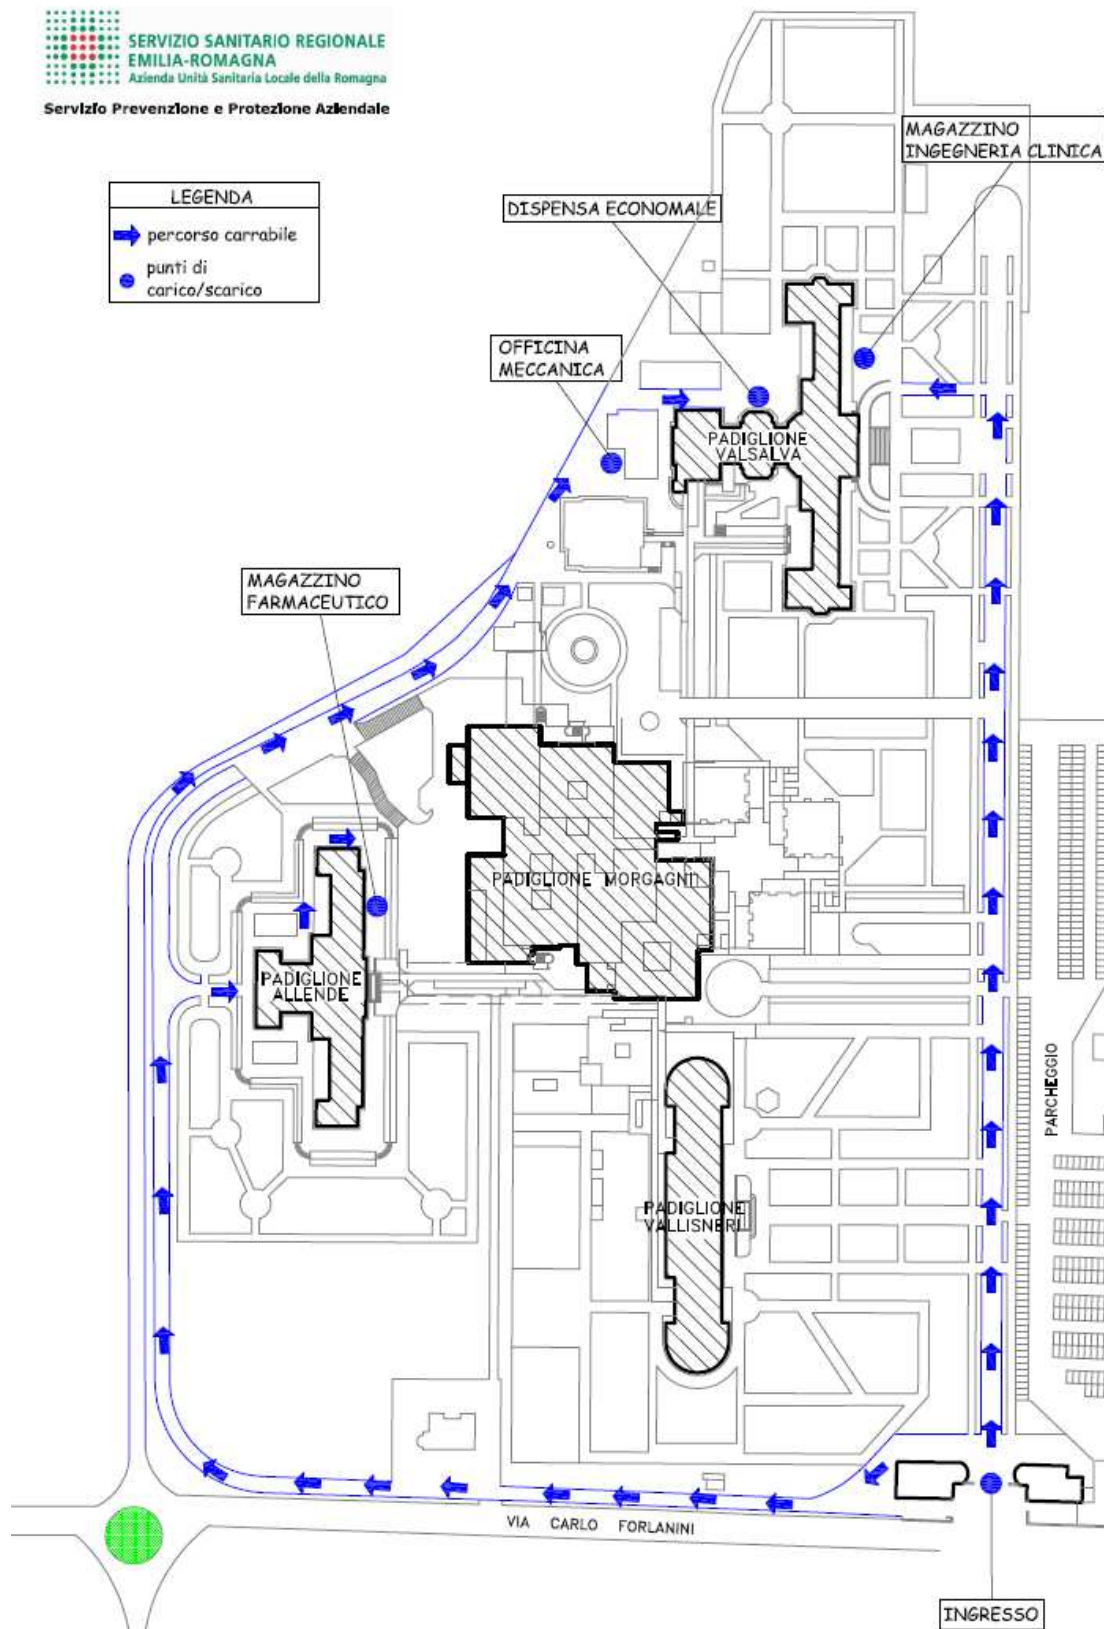 SERVIZIO SANITARIO REGIONALE
EMILIA-ROMAGNA
Azienda Unità Sanitaria Locale della Romagna
Servizio Prevenzione e Protezione Aziendale
MAGAZZINO
INGEGNERIA CLINICA
LEGENDA
percorso carrabile
punti di
carico/scarico
DISPENSA ECONOMALE
OFFICINA
MECCANICA
PADIGLIONE
VALSALVA
MAGAZZINO
FARMACEUTICO
PADIGLIONE MORGAGNI
PADIGLIONE
ALLENDE
PARCHEGGIO
PADIGLIONE
VALLISNERI
VIA CARLO FORLANINI
INGRESSO